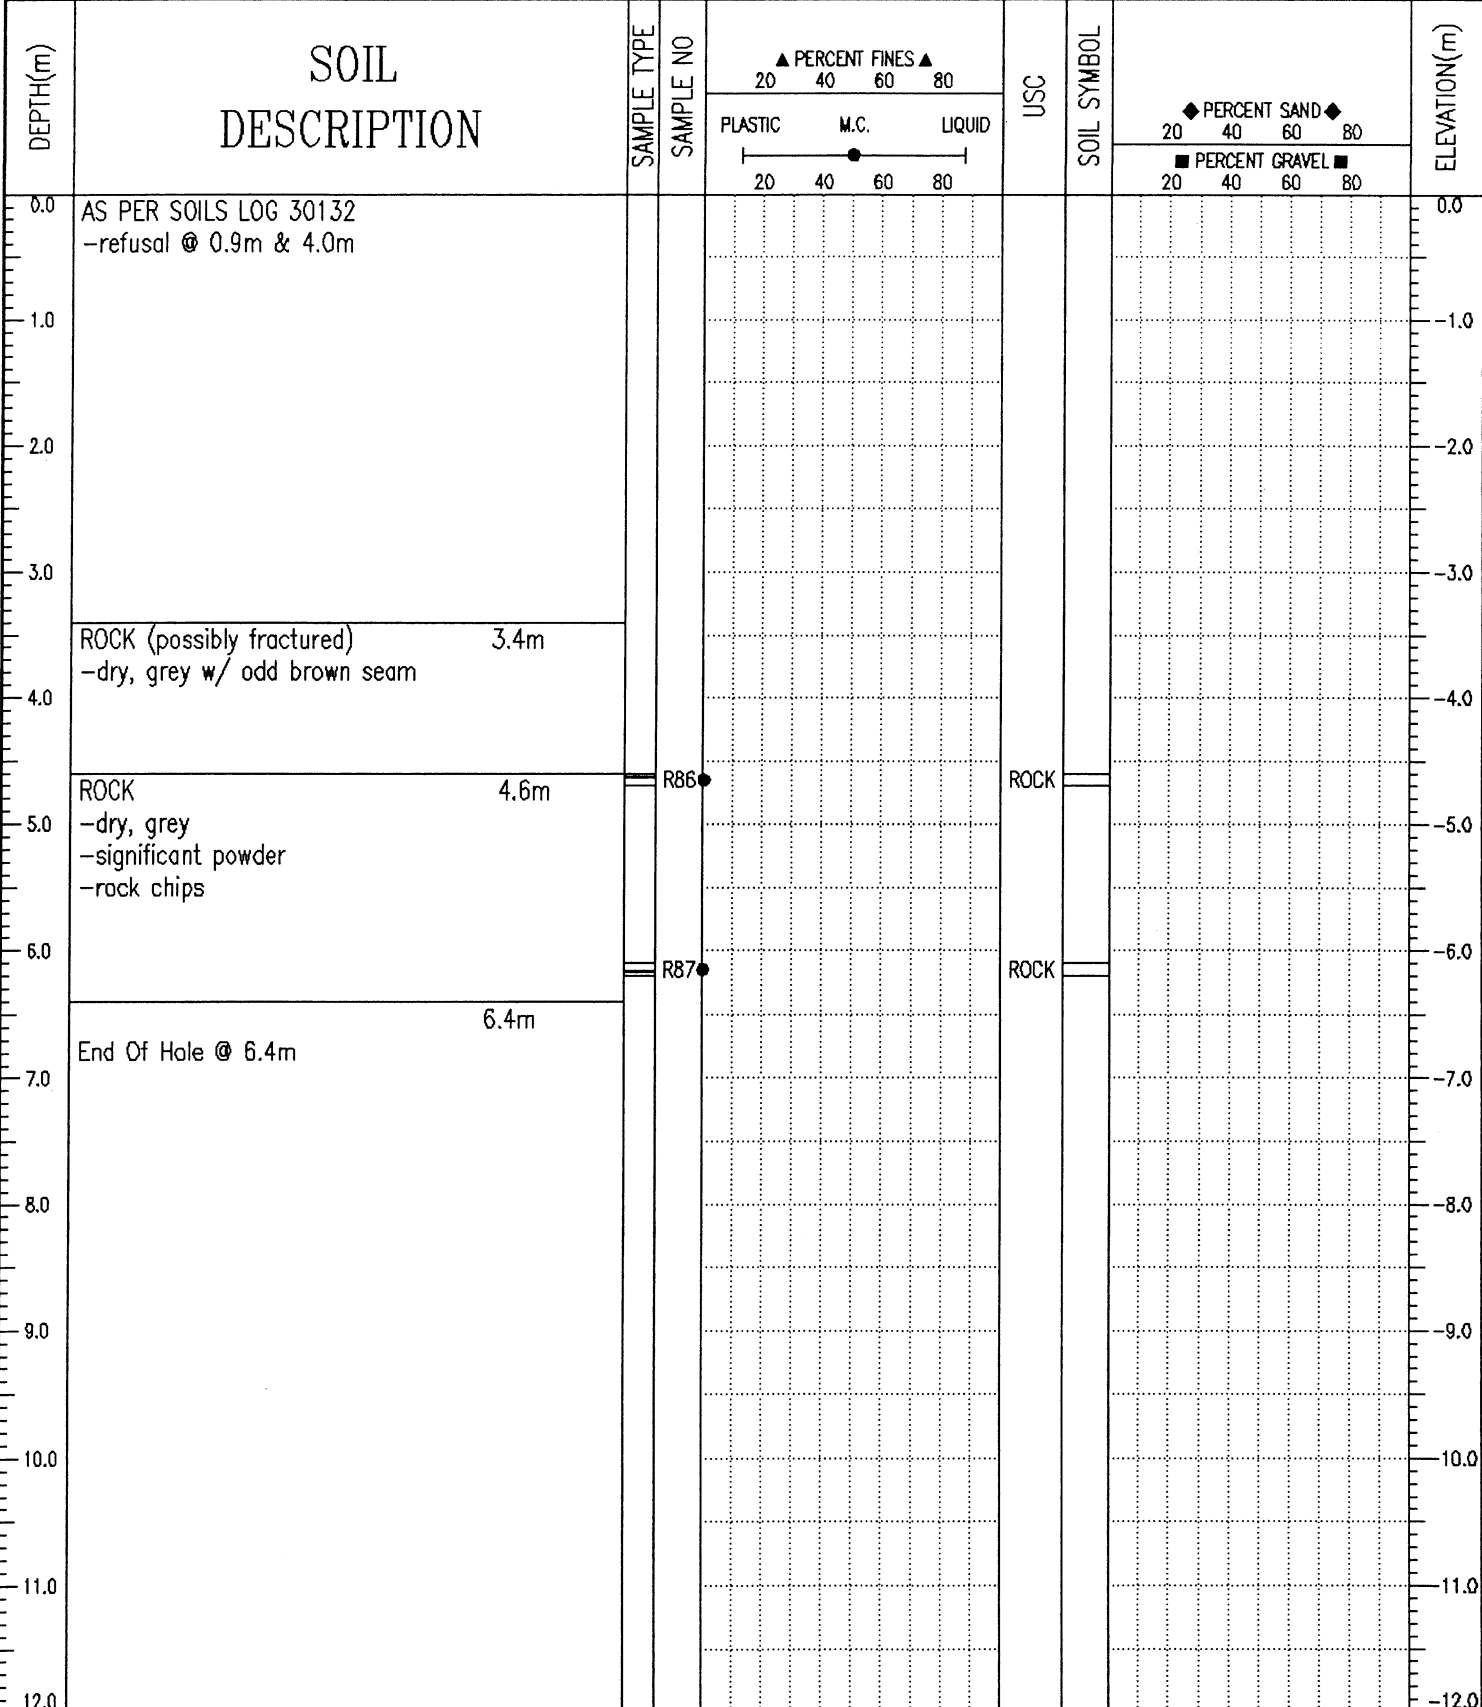 DEPTH(m)
SOIL
DESCRIPTION
SAMPLE TYPE
SAMPLE NO
▲ PERCENT FINES ▲
20 40 60 80
PLASTIC M.C. LIQUID
20 40 60 80
USC
SOIL SYMBOL
◆ PERCENT SAND ◆
20 40 60 80
■ PERCENT GRAVEL ■
20 40 60 80
ELEVATION(m)
0.0 AS PER SOILS LOG 30132 0.0
-refusal @ 0.9m & 4.0m
1.0 -1.0
2.0 -2.0
3.0 -3.0
ROCK (possibly fractured) 3.4m
-dry, grey w/ odd brown seam
4.0 -4.0
R86 ROCK
ROCK 4.6m
5.0 -dry, grey -5.0
-significant powder
-rock chips
6.0 -6.0
R87 ROCK
6.4m
End Of Hole @ 6.4m
7.0 -7.0
8.0 -8.0
9.0 -9.0
10.0 -10.0
11.0 -11.0
12.0 -12.0